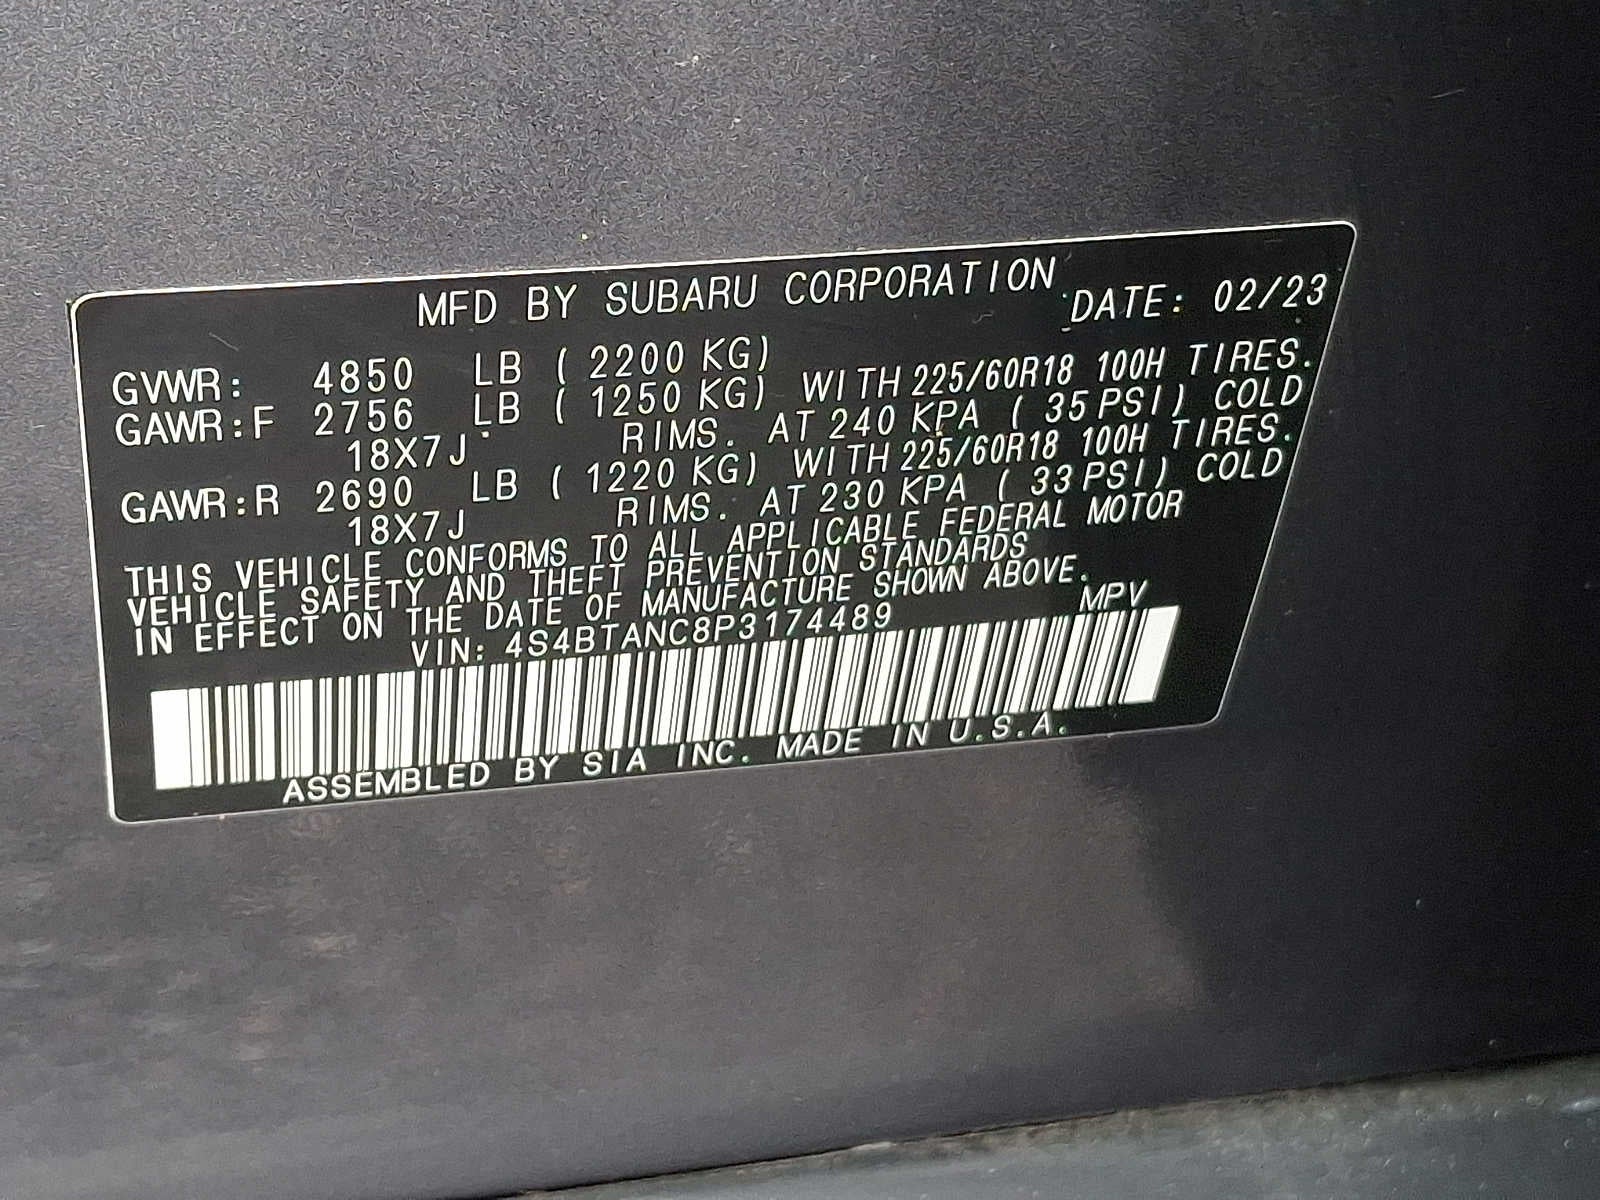 MFD BY SUBARU CORPORATION DATE: 02/23
GVWR: 4850 LB ( 2200 KG)
GAWR:F 2756 LB ( 1250 KG) WITH 225/60R18 100H TIRES.
18X7J RIMS. AT 240 KPA ( 35 PSI) COLD
GAWR:R 2690 LB ( 1220 KG) WITH 225/60R18 100H TIRES.
18X7J RIMS. AT 230 KPA ( 33 PSI) COLD
THIS VEHICLE CONFORMS TO ALL APPLICABLE FEDERAL MOTOR
VEHICLE SAFETY AND THEFT PREVENTION STANDARDS
IN EFFECT ON THE DATE OF MANUFACTURE SHOWN ABOVE.
VIN: 4S4BTANC8P3174489 MPV
ASSEMBLED BY SIA INC. MADE IN U.S.A.